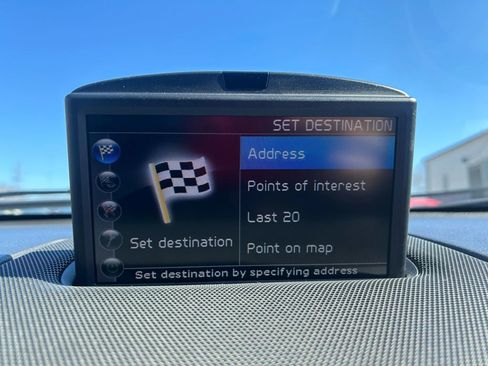 SET DESTINATION
Address
Points of interest
Last 20
Set destination
Point on map
Set destination by specifying address